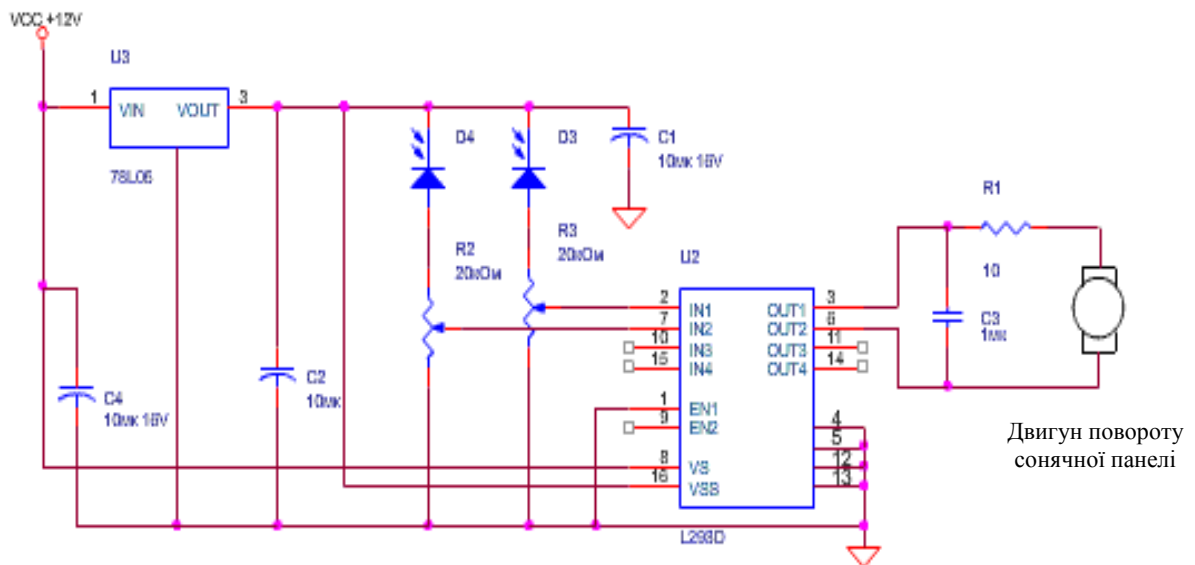 VCC +12V
U3
1
VIN
VOUT
3
78L05
D4
D3
C1
10мк 16V
R2
20кОм
R3
20кОм
U2
R1
10
2
IN1
OUT1
3
7
IN2
OUT2
6
10
IN3
OUT3
11
15
IN4
OUT4
14
C3
1мк
C2
10мк
C4
10мк 16V
1
EN1
9
EN2
4
5
8
VS
12
16
VSS
13
L293D
Двигун повороту
сонячної панелі